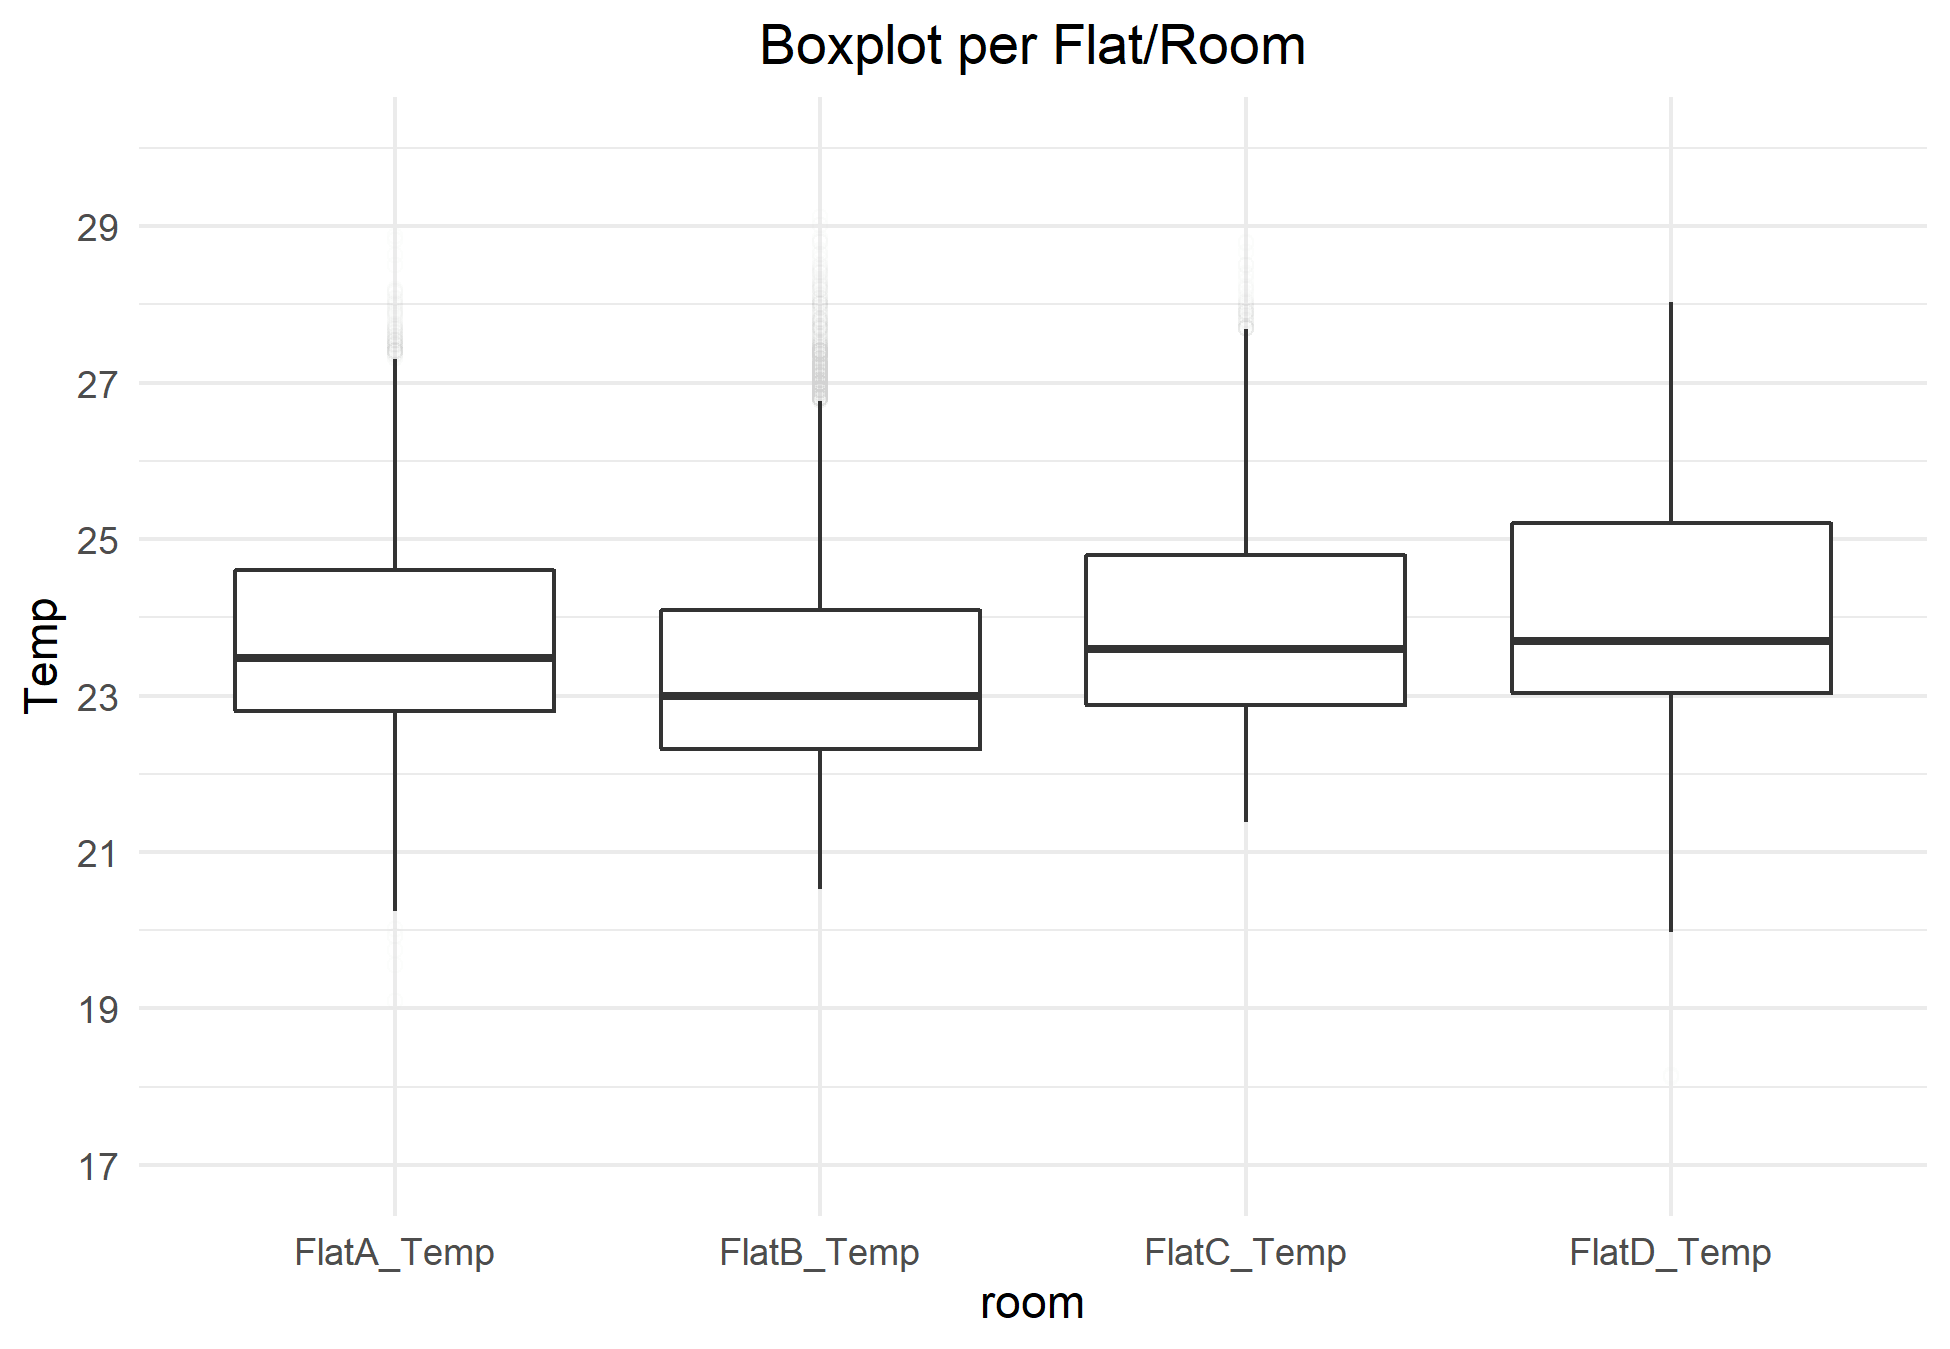 Boxplot per Flat/Room
29
27
25
23
21
19
17
Temp
FlatA_Temp
FlatB_Temp
FlatC_Temp
FlatD_Temp
room